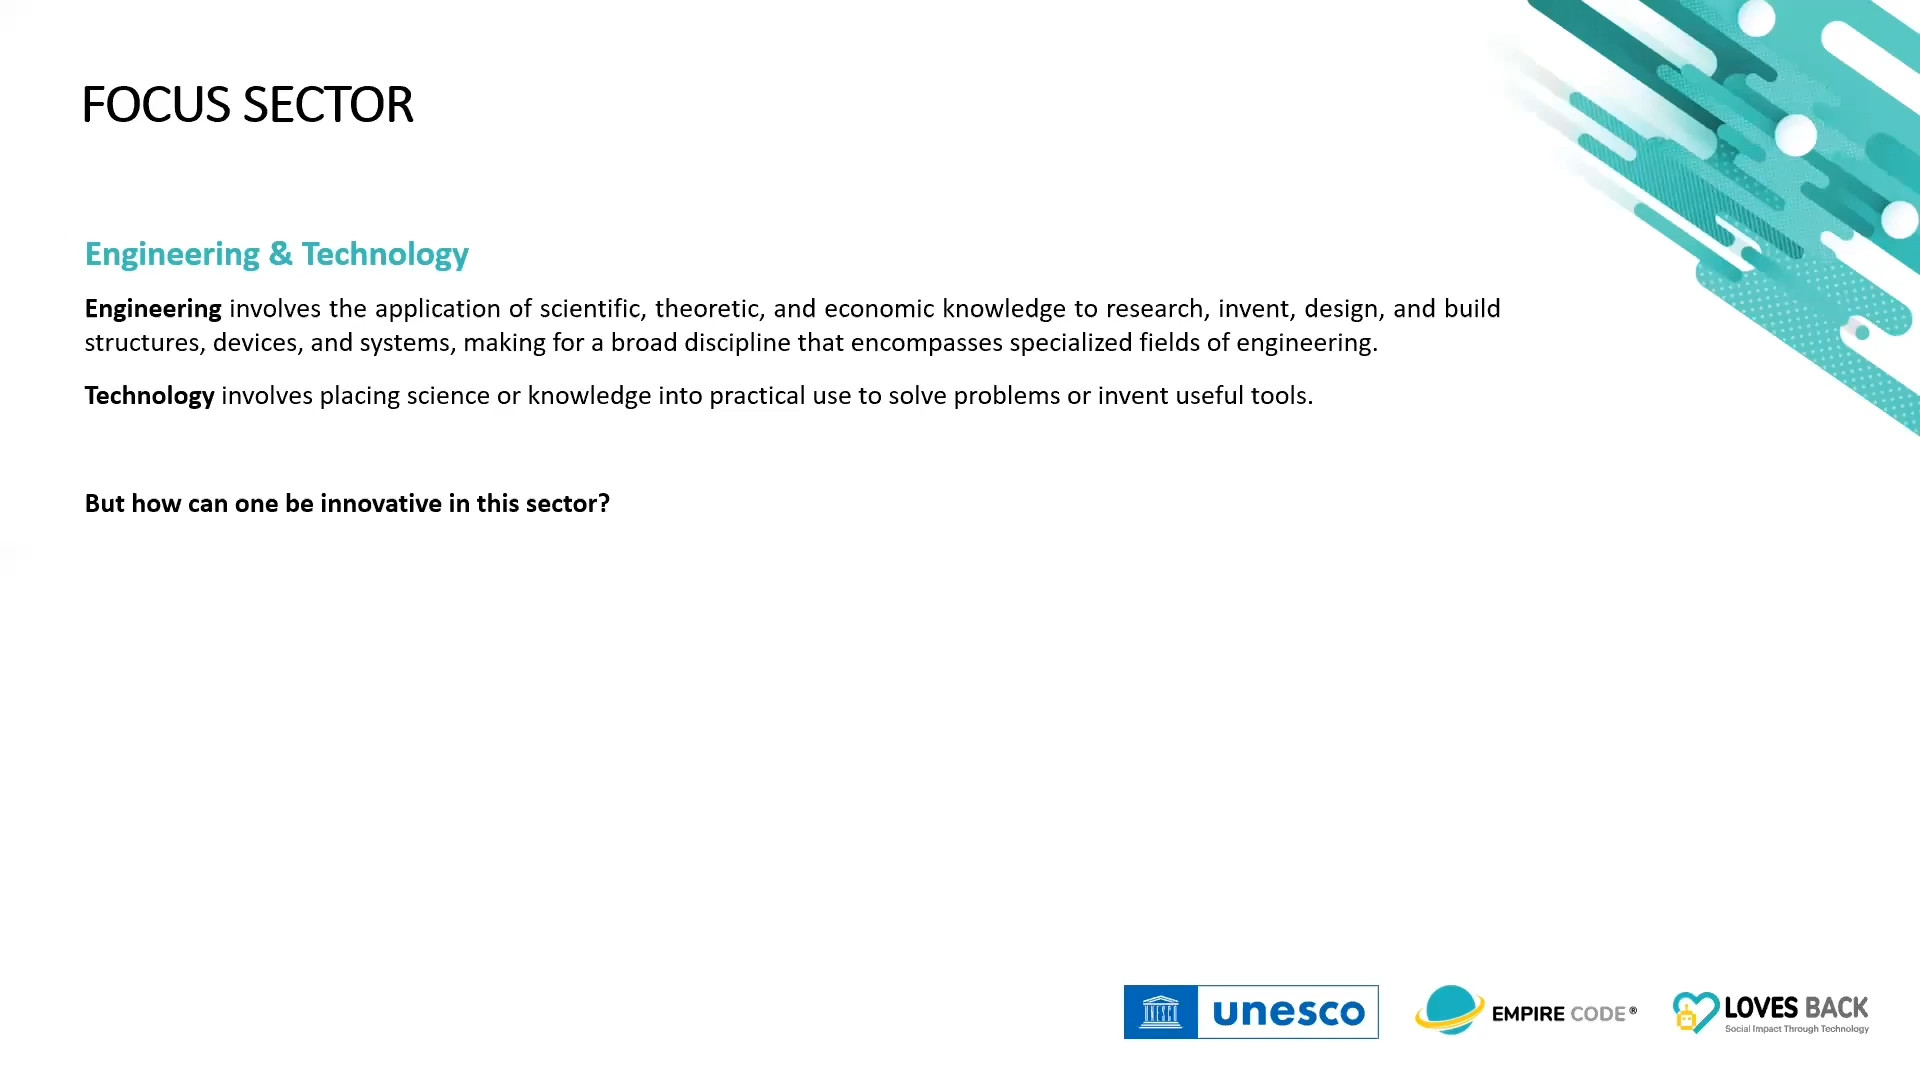 FOCUS SECTOR
Engineering & Technology
Engineering involves the application of scientific, theoretic, and economic knowledge to research, invent, design, and build
structures, devices, and systems, making for a broad discipline that encompasses specialized fields of engineering.
Technology involves placing science or knowledge into practical use to solve problems or invent useful tools.
But how can one be innovative in this sector?
UNESCO
unesco
EMPIRE CODE®
LOVES BACK
Social Impact Through Technology